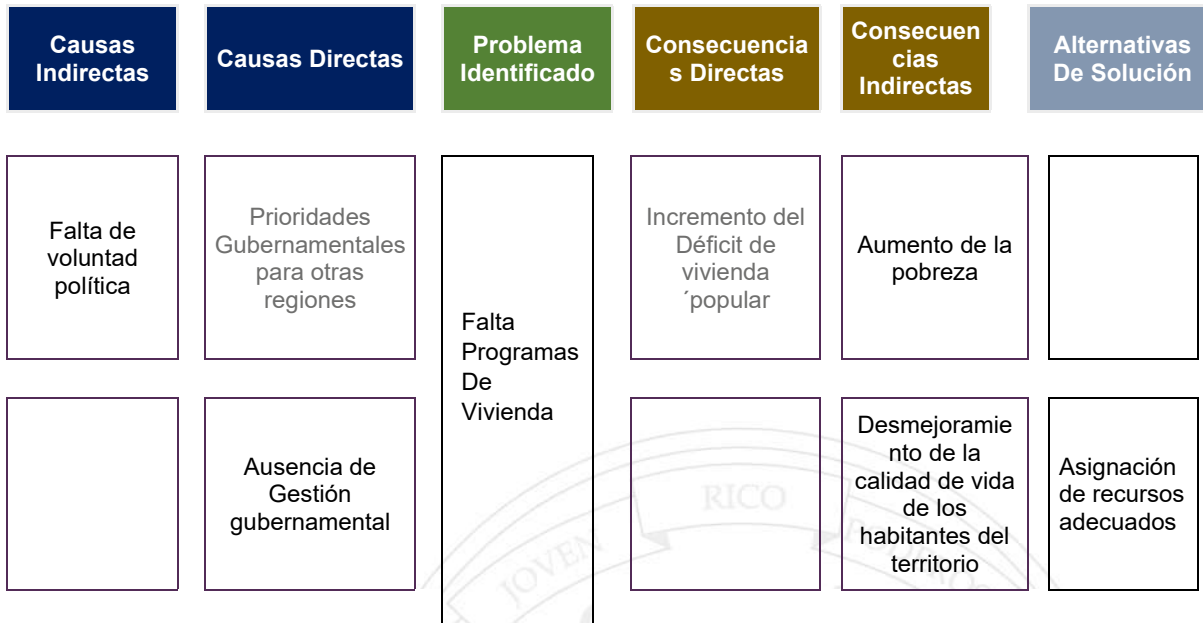 Causas
Indirectas
Causas Directas
Problema
Identificado
Consecuencia
s Directas
Consecuen
cias
Indirectas
Alternativas
De Solución
Falta de
voluntad
política
Prioridades
Gubernamentales
para otras
regiones
Falta
Programas
De
Vivienda
Incremento del
Déficit de
vivienda
´popular
Aumento de la
pobreza
Ausencia de
Gestión
gubernamental
Desmejoramie
nto de la
calidad de vida
de los
habitantes del
territorio
Asignación
de recursos
adecuados
JOVEN
RICO